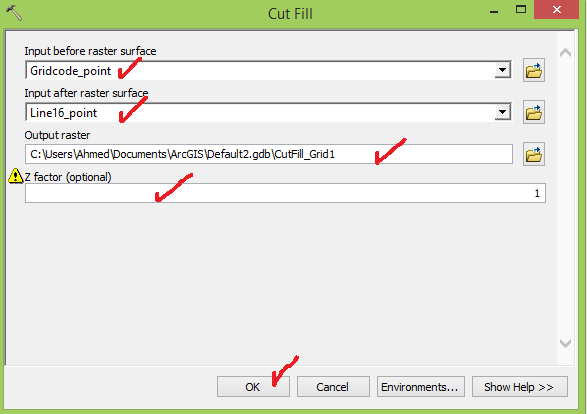 Cut Fill
Input before raster surface
Gridcode_point
Input after raster surface
Line16_point
Output raster
C:\Users\Ahmed\Documents\ArcGIS\Default2.gdb\CutFill_Grid1
Z factor (optional)
1
OK Cancel Environments... Show Help >>